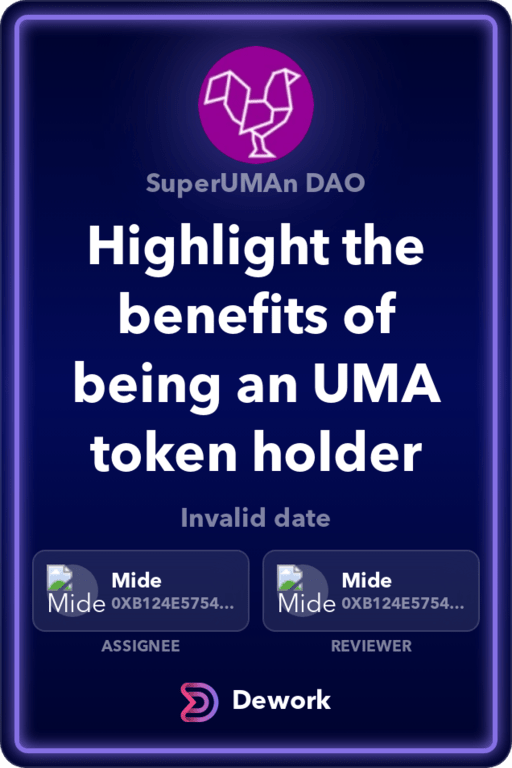 SuperUMAn DAO
Highlight the
benefits of
being an UMA
token holder
Invalid date
Mide
Mide
0XB124E5754...
ASSIGNEE
Mide
Mide
0XB124E5754...
REVIEWER
Dework